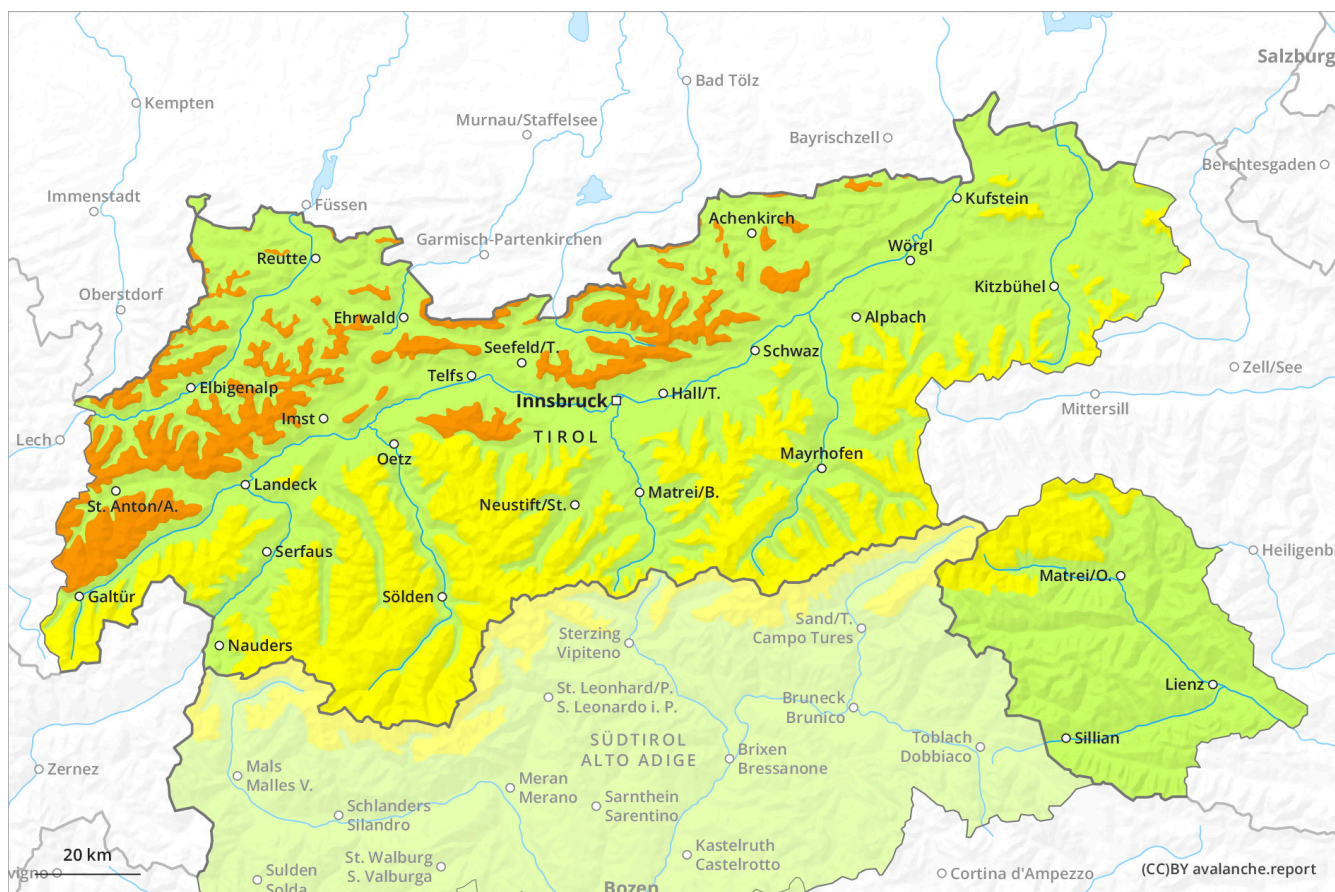 Salzburg
Bad Tölz
Kempten
Murnau/Staffelsee
Bayrischzell
Berchtesgaden
Immenstadt
Füssen
Kufstein
Achenkirch
Garmisch-Partenkirchen
Wörgl
Reutte
Oberstdorf
Kitzbühel
Ehrwald
Alpbach
Seefeld/T.
Schwaz
Zell/See
Telfs
Elbigenalp
Innsbruck
Hall/T.
Mittersill
Imst
Lech
TIROL
Oetz
Mayrhofen
Landeck
Matrei/B.
St. Anton/A.
Neustift/St.
Serfaus
Heiligenb
Matrei/O.
Galtür
Sölden
Sand/T.
Campo Tures
Sterzing
Vipiteno
Nauders
Lienz
St. Leonhard/P.
S. Leonardo i. P.
Bruneck
Brunico
Sillian
SÜDTIROL
ALTO ADIGE
Toblach
Dobbiaco
Brixen
Bressanone
Zernez
Mals
Malles V.
Meran
Merano
Sarnthein
Sarentino
Schlanders
Silandro
Kastelruth
Castelrotto
20 km
St. Walburg
S. Valburga
vigno
Sulden
Solda
Cortina d'Ampezzo
(CC)BY avalanche.report
Bozen